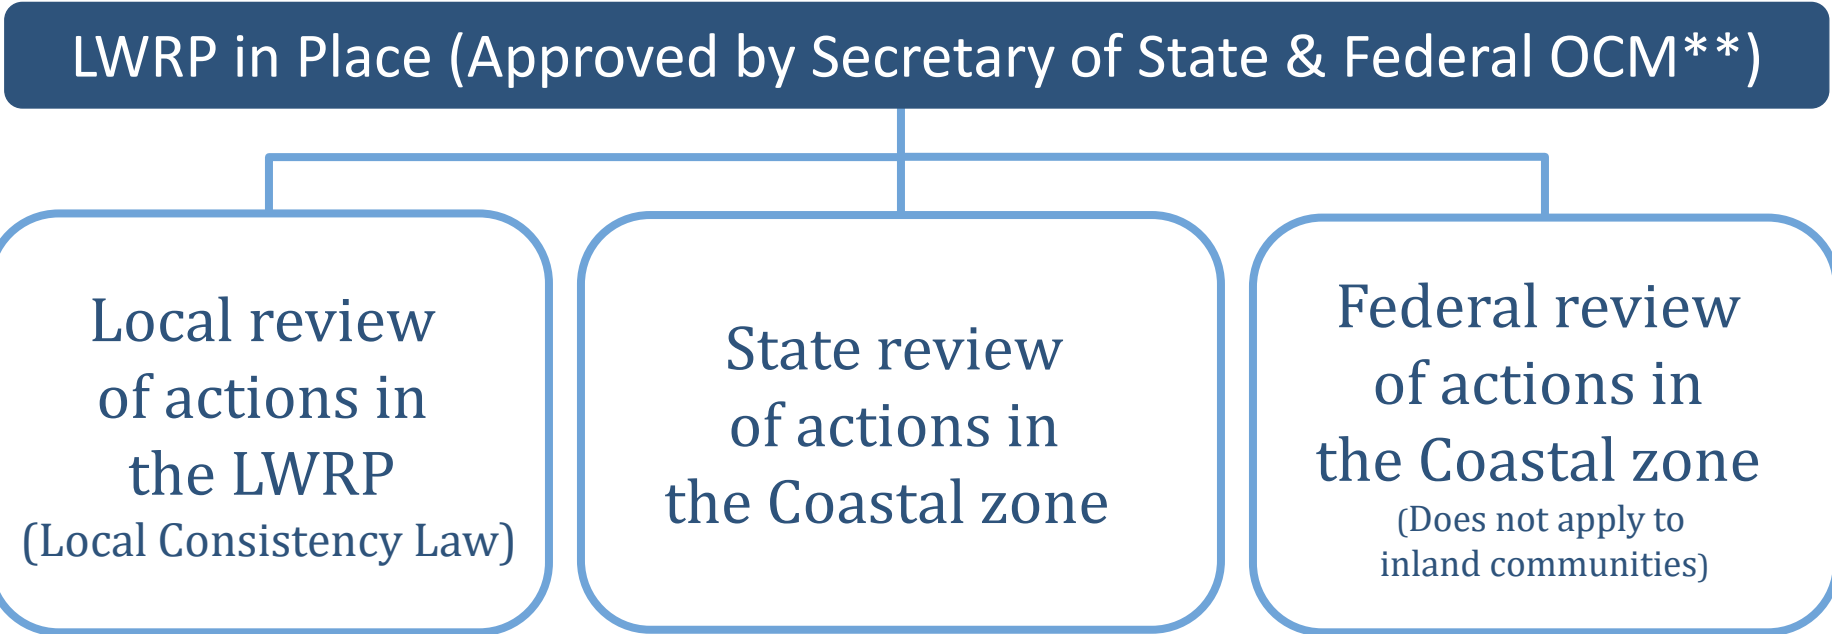 LWRP in Place (Approved by Secretary of State & Federal OCM**)
Local review
of actions in
the LWRP
(Local Consistency Law)
State review
of actions in
the Coastal zone
Federal review
of actions in
the Coastal zone
(Does not apply to
inland communities)